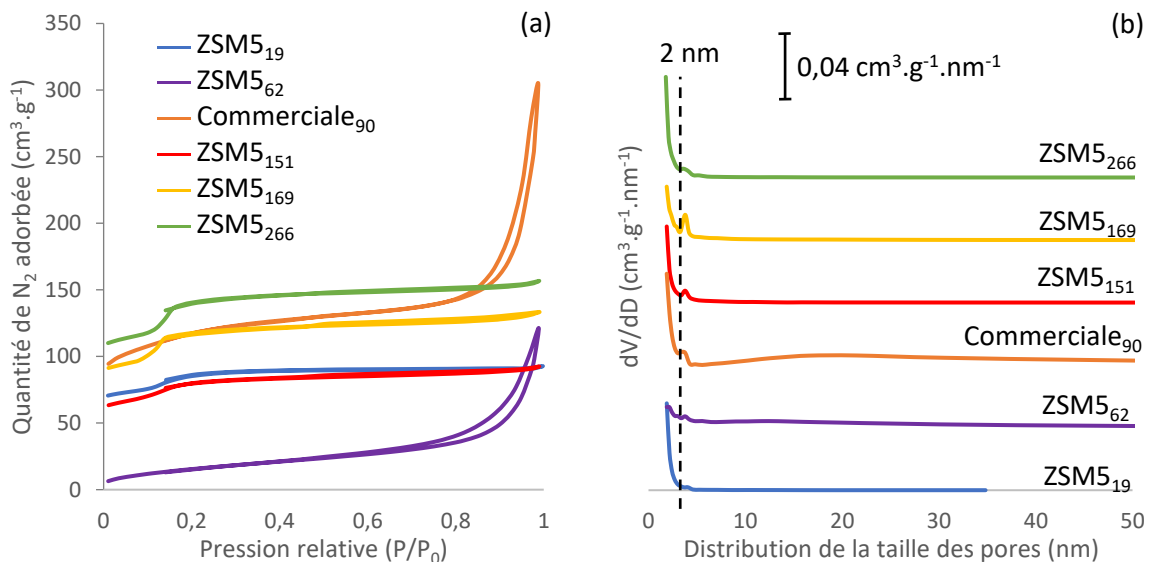 (a)
350
300
250
200
150
100
50
0
Quantité de N₂ adorbée (cm³.g⁻¹)
ZSM5₁₉
ZSM5₆₂
Commerciale₉₀
ZSM5₁₅₁
ZSM5₁₆₉
ZSM5₂₆₆
0
0,2
0,4
0,6
0,8
1
Pression relative (P/P₀)
(b)
2 nm
0,04 cm³.g⁻¹.nm⁻¹
dV/dD (cm³.g⁻¹.nm⁻¹)
ZSM5₂₆₆
ZSM5₁₆₉
ZSM5₁₅₁
Commerciale₉₀
ZSM5₆₂
ZSM5₁₉
0
10
20
30
40
50
Distribution de la taille des pores (nm)